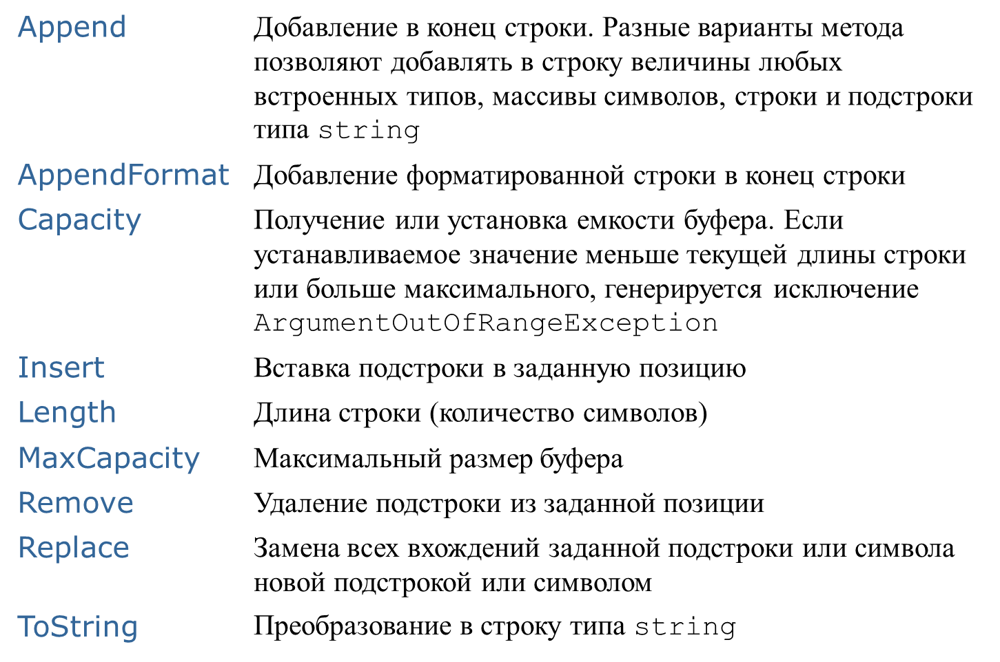 Append Добавление в конец строки. Разные варианты метода
позволяют добавлять в строку величины любых
встроенных типов, массивы символов, строки и подстроки
типа string
AppendFormat Добавление форматированной строки в конец строки
Capacity Получение или установка емкости буфера. Если
устанавливаемое значение меньше текущей длины строки
или больше максимального, генерируется исключение
ArgumentOutOfRangeException
Insert Вставка подстроки в заданную позицию
Length Длина строки (количество символов)
MaxCapacity Максимальный размер буфера
Remove Удаление подстроки из заданной позиции
Replace Замена всех вхождений заданной подстроки или символа
новой подстрокой или символом
ToString Преобразование в строку типа string